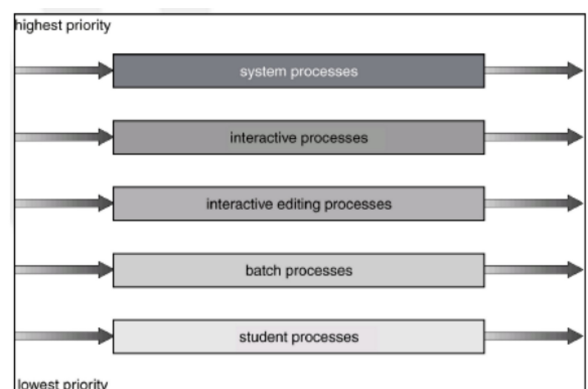 highest priority
system processes
interactive processes
interactive editing processes
batch processes
student processes
lowest priority